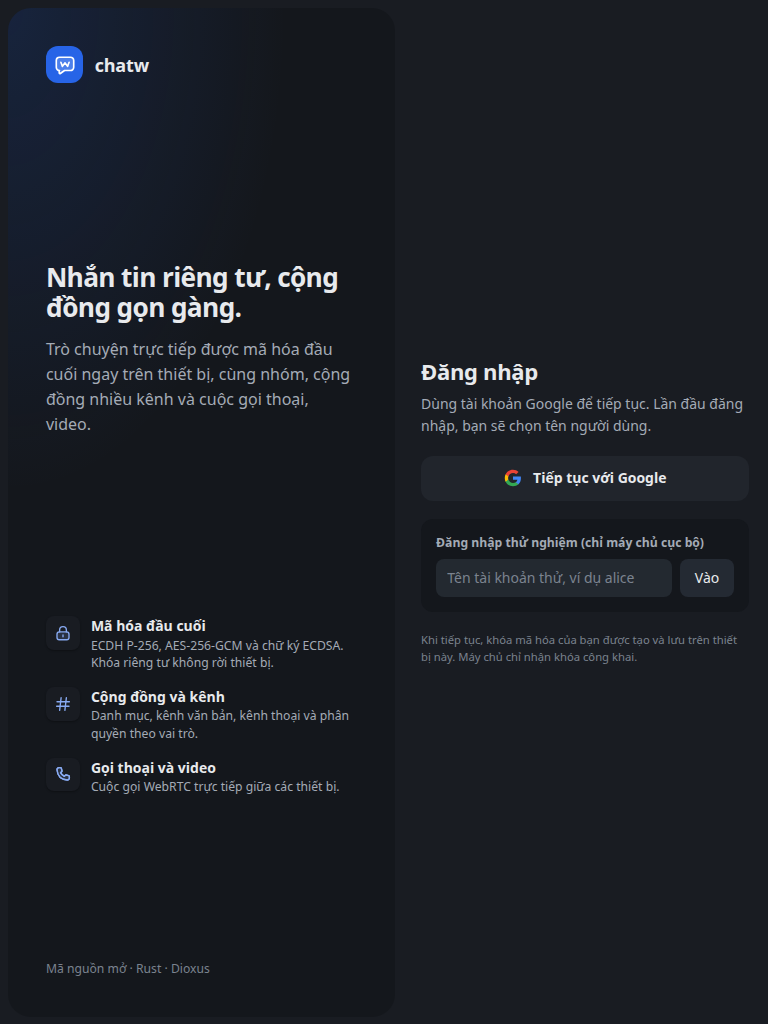 chatw
Nhắn tin riêng tư, cộng
đồng gọn gàng.
Trò chuyện trực tiếp được mã hóa đầu
cuối ngay trên thiết bị, cùng nhóm, cộng
đồng nhiều kênh và cuộc gọi thoại,
video.
Mã hóa đầu cuối
ECDH P-256, AES-256-GCM và chữ ký ECDSA.
Khóa riêng tư không rời thiết bị.
Cộng đồng và kênh
Danh mục, kênh văn bản, kênh thoại và phân
quyền theo vai trò.
Gọi thoại và video
Cuộc gọi WebRTC trực tiếp giữa các thiết bị.
Mã nguồn mở · Rust · Dioxus
Đăng nhập
Dùng tài khoản Google để tiếp tục. Lần đầu đăng
nhập, bạn sẽ chọn tên người dùng.
Tiếp tục với Google
Đăng nhập thử nghiệm (chỉ máy chủ cục bộ)
Tên tài khoản thử, ví dụ alice
Vào
Khi tiếp tục, khóa mã hóa của bạn được tạo và lưu trên thiết
bị này. Máy chủ chỉ nhận khóa công khai.